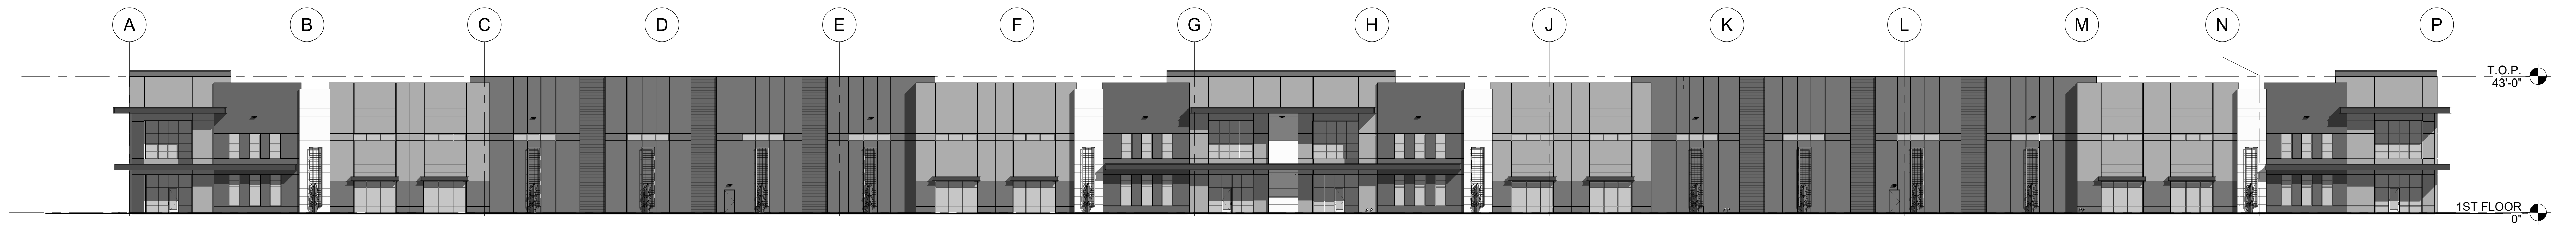 A B C D E F G H J K L M N P
T.O.P.
43'-0"
1ST FLOOR
0"